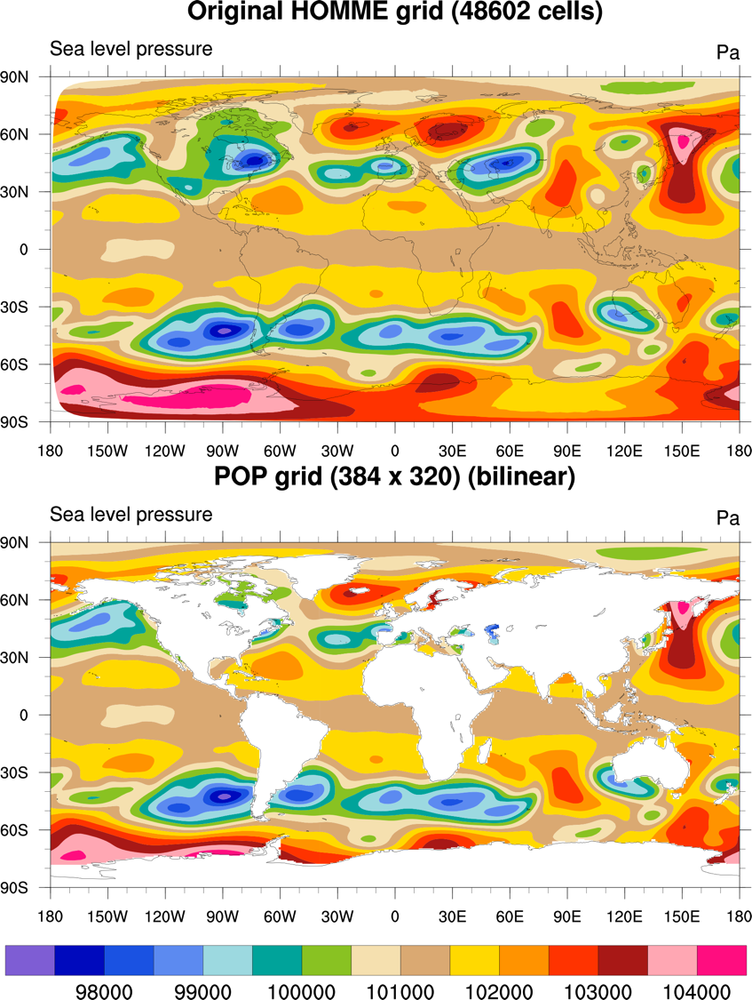 Original HOMME grid (48602 cells)
Sea level pressure Pa
90N
60N
30N
0
30S
60S
90S
180 150W 120W 90W 60W 30W 0 30E 60E 90E 120E 150E 180
POP grid (384 x 320) (bilinear)
Sea level pressure Pa
90N
60N
30N
0
30S
60S
90S
180 150W 120W 90W 60W 30W 0 30E 60E 90E 120E 150E 180
98000 99000 100000 101000 102000 103000 104000